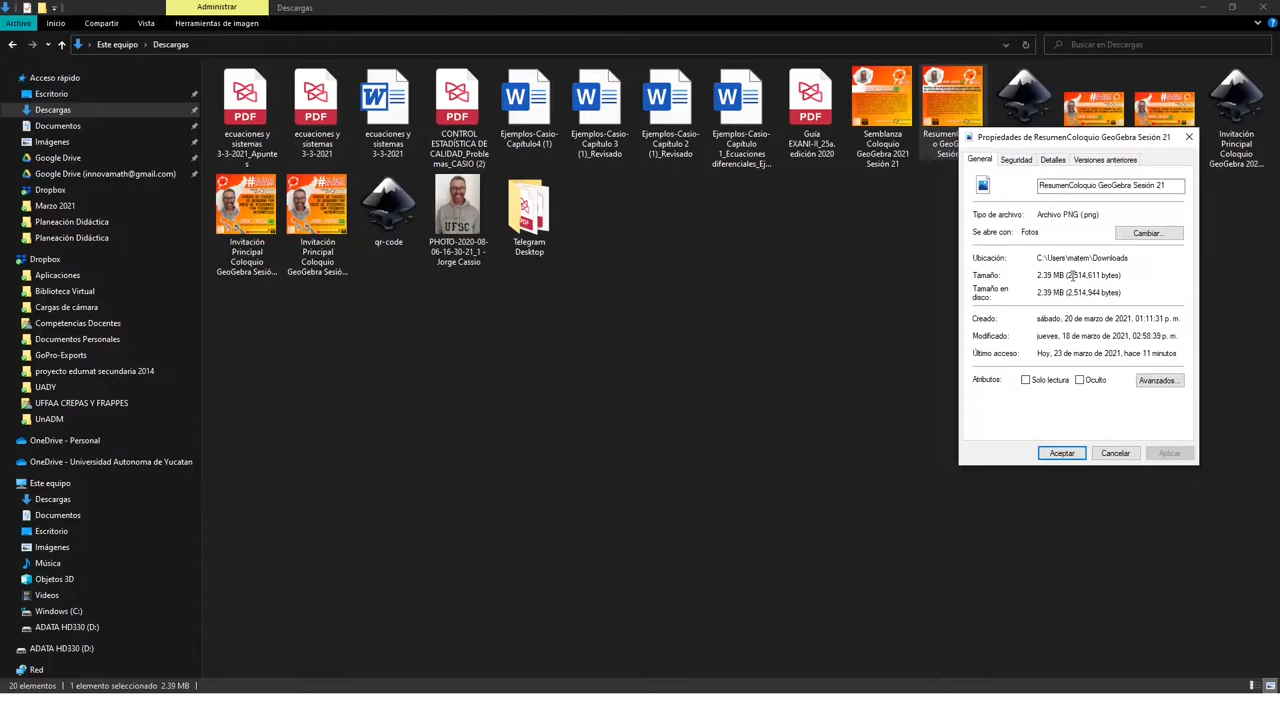 Administrar
Descargas
Archivo
Inicio
Compartir
Vista
Herramientas de imagen
Este equipo
Descargas
Buscar en Descargas
Acceso rápido
Escritorio
Descargas
Documentos
Imágenes
Google Drive
Google Drive (innovamath@gmail.com)
Dropbox
Marzo 2021
Planeación Didáctica
Planeación Didáctica
Dropbox
Aplicaciones
Biblioteca Virtual
Cargas de cámara
Competencias Docentes
Documentos Personales
GoPro-Exports
proyecto edumat secundaria 2014
UADY
UFFAA CREPAS Y FRAPPES
UnADM
OneDrive - Personal
OneDrive - Universidad Autonoma de Yucatan
Este equipo
Descargas
Documentos
Escritorio
Imágenes
Música
Objetos 3D
Videos
Windows (C:)
ADATA HD330 (D:)
ADATA HD330 (D:)
Red
PDF
ecuaciones y
sistemas
3-3-2021_Apunte
s
PDF
ecuaciones y
sistemas
3-3-2021
W
ecuaciones y
sistemas
3-3-2021
PDF
CONTROL
ESTADÍSTICA DE
CALIDAD_Proble
mas_CASIO (2)
W
Ejemplos-Casio-
Capítulo4 (1)
W
Ejemplos-Casio-
Capítulo 3
(1)_Revisado
W
Ejemplos-Casio-
Capítulo 2
(1)_Revisado
W
Ejemplos-Casio-
Capítulo
1_Ecuaciones
diferenciales_Ej...
PDF
Guía
EXANI-II_25a.
edición 2020
Semblanza
Coloquio
GeoGebra 2021
Invitación
Principal
Coloquio
GeoGebra 202...
Invitación
Principal
Coloquio
GeoGebra Sesió...
Invitación
Principal
Coloquio
GeoGebra Sesió...
qr-code
UFSC
PHOTO-2020-08-
06-16-30-21_1 -
Jorge Cassio
Telegram
Desktop
Propiedades de ResumenColoquio GeoGebra Sesión 21
General
Seguridad
Detalles
Versiones anteriores
ResumenColoquio GeoGebra Sesión 21
Tipo de archivo: Archivo PNG (.png)
Se abre con: Fotos
Cambiar...
Ubicación: C:\Users\matem\Downloads
Tamaño: 2.39 MB (2,514,611 bytes)
Tamaño en
disco: 2.39 MB (2,514,944 bytes)
Creado: sábado, 20 de marzo de 2021, 01:11:31 p. m.
Modificado: jueves, 18 de marzo de 2021, 02:58:39 p. m.
Último acceso: Hoy, 23 de marzo de 2021, hace 11 minutos
Atributos: Solo lectura Oculto Avanzados...
Aceptar
Cancelar
Aplicar
20 elementos
1 elemento seleccionado 2.39 MB